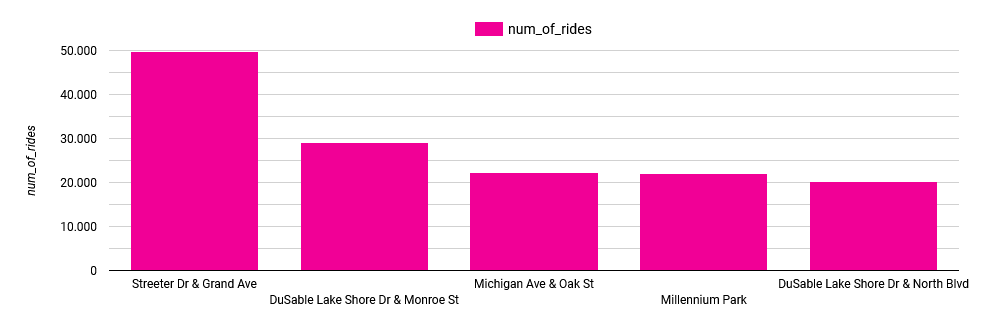 num_of_rides
50.000
40.000
30.000
20.000
10.000
0
num_of_rides
Streeter Dr & Grand Ave
DuSable Lake Shore Dr & Monroe St
Michigan Ave & Oak St
Millennium Park
DuSable Lake Shore Dr & North Blvd